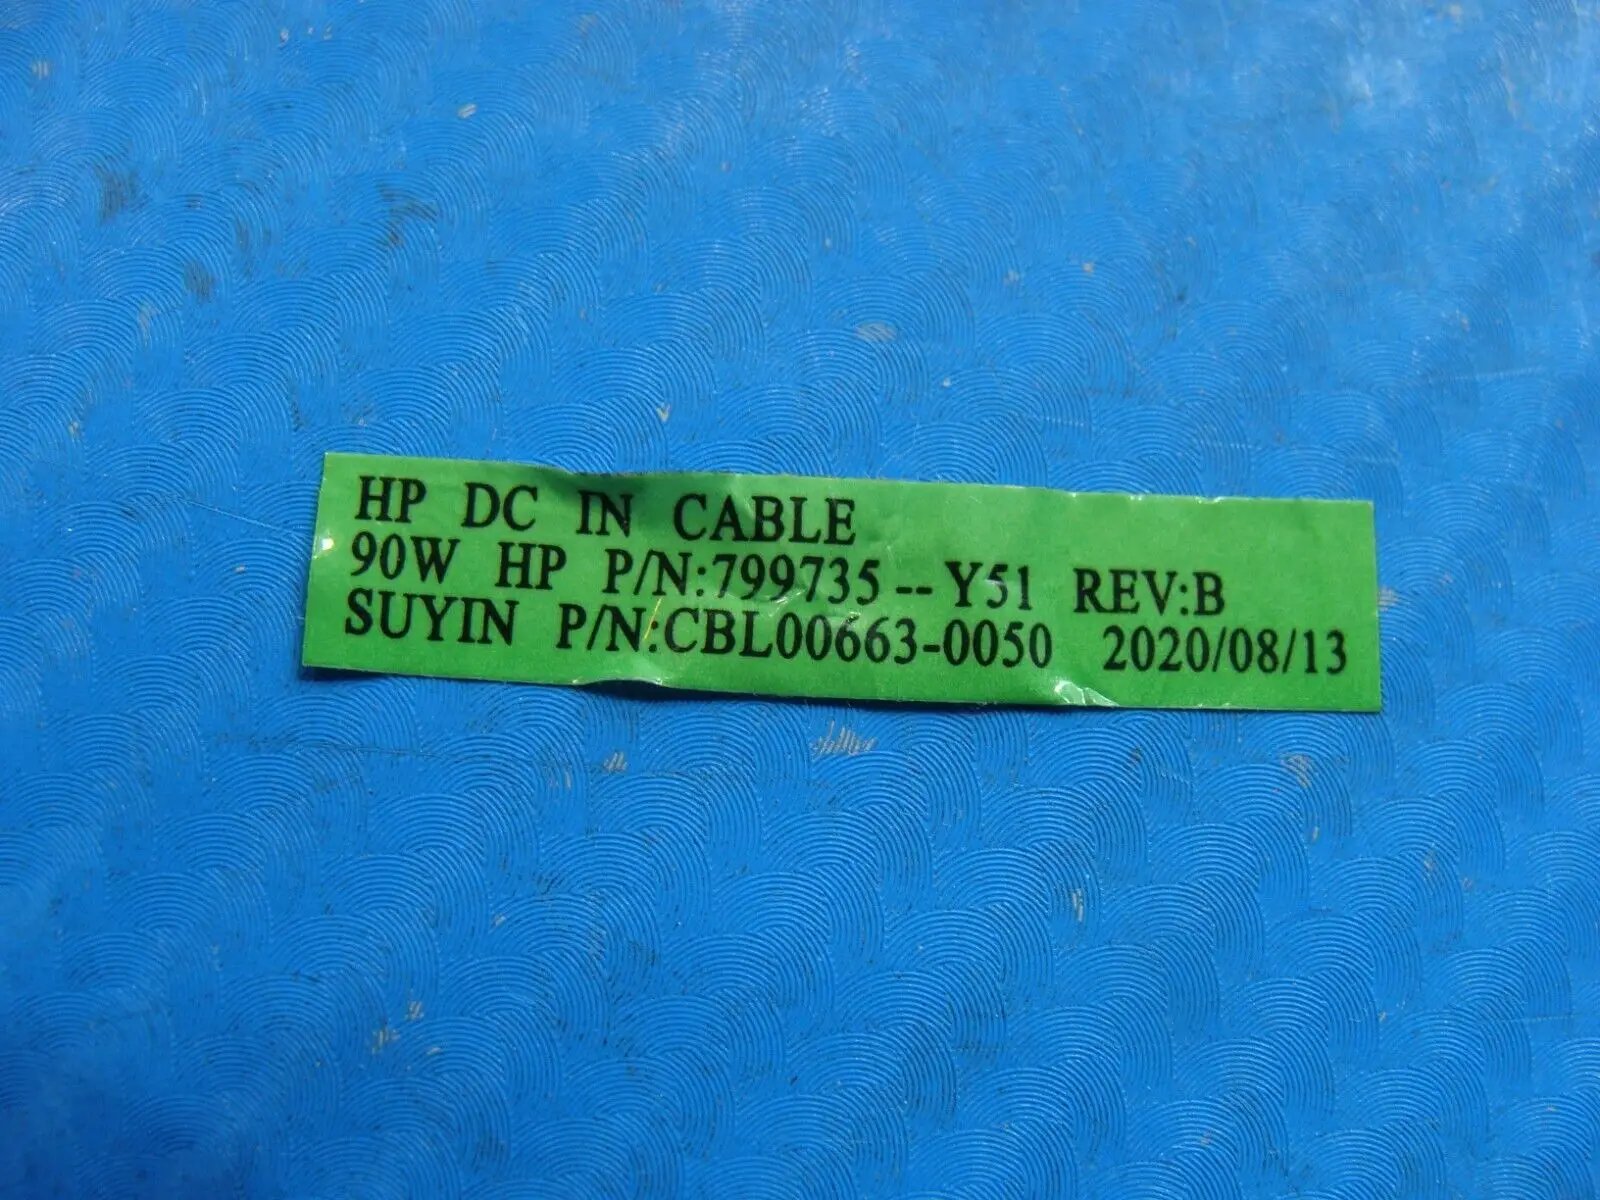 HP DC IN CABLE
90W HP P/N:799735--Y51 REV:B
SUYIN P/N:CBL00663-0050 2020/08/13